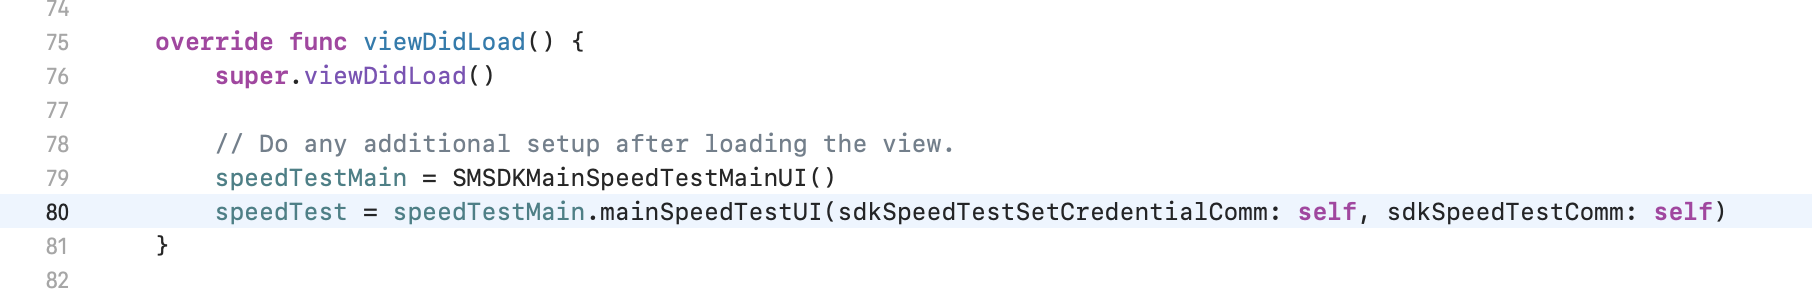 74
75 override func viewDidLoad() {
76 super.viewDidLoad()
77
78 // Do any additional setup after loading the view.
79 speedTestMain = SMSDKMainSpeedTestMainUI()
80 speedTest = speedTestMain.mainSpeedTestUI(sdkSpeedTestSetCredentialComm: self, sdkSpeedTestComm: self)
81 }
82